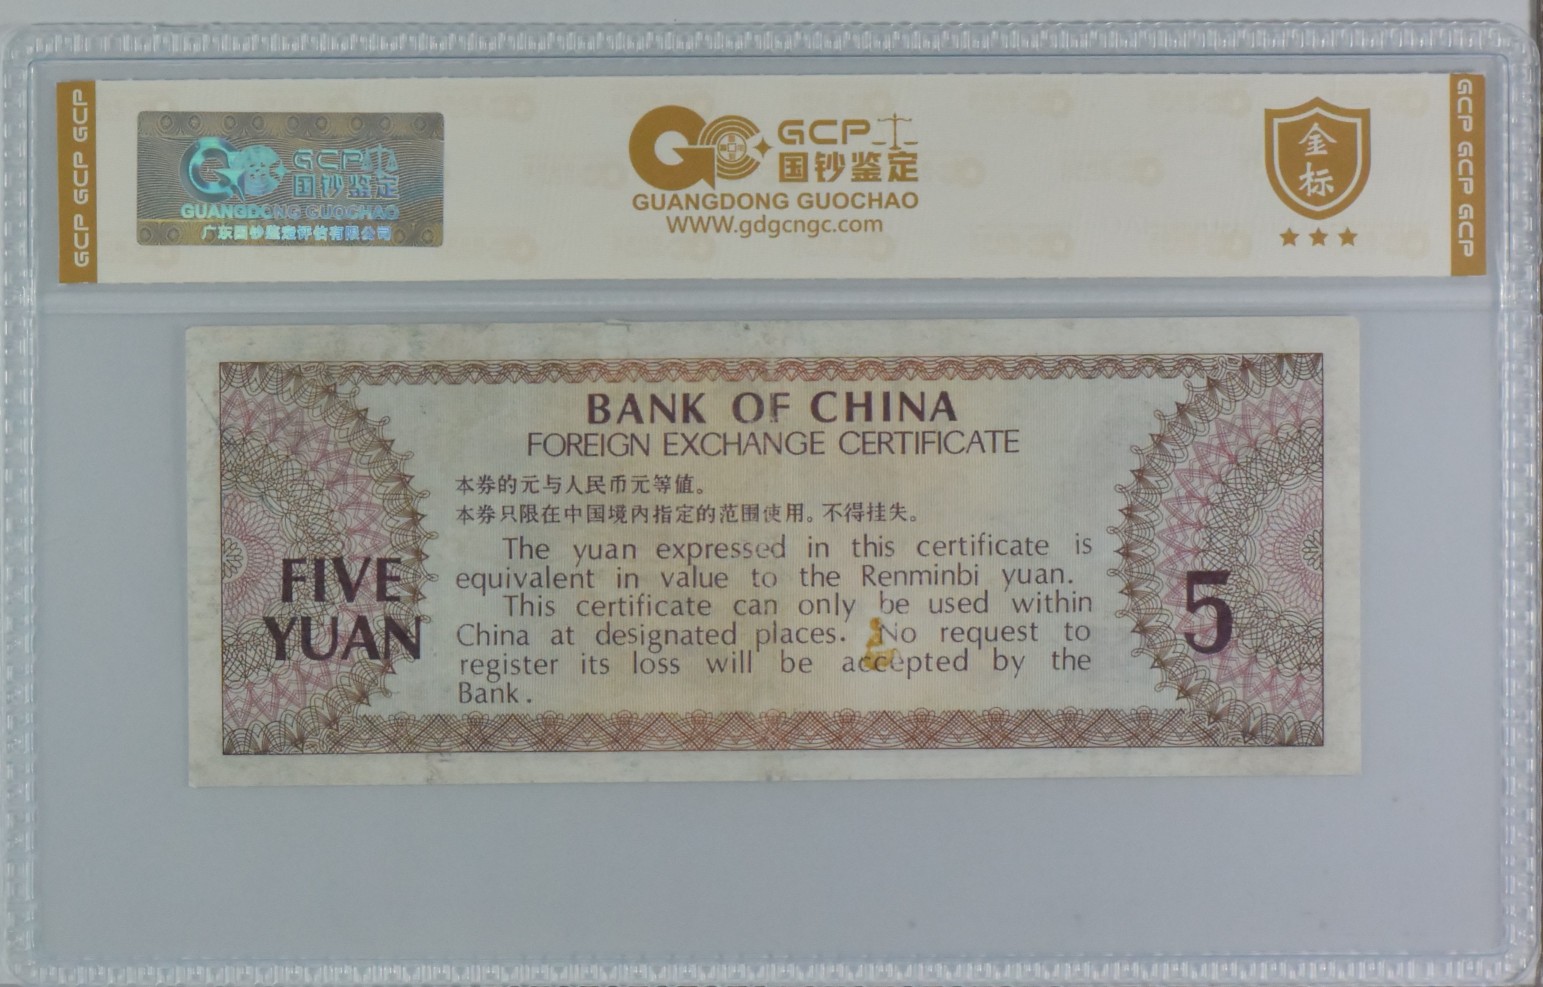 GCP GCP GCP
GCP
国钞鉴定
GUANGDONG GUOCHAO
广东国钞鉴定评估有限公司
GCP
国钞鉴定
GUANGDONG GUOCHAO
WWW.gdgcngc.com
金
标
GCP GCP GCP
BANK OF CHINA
FOREIGN EXCHANGE CERTIFICATE
本券的元与人民币元等值。
本券只限在中国境内指定的范围使用。不得挂失。
The yuan expressed in this certificate is
equivalent in value to the Renminbi yuan.
This certificate can only be used within
China at designated places. No request to
register its loss will be accepted by the
Bank.
FIVE
YUAN
5